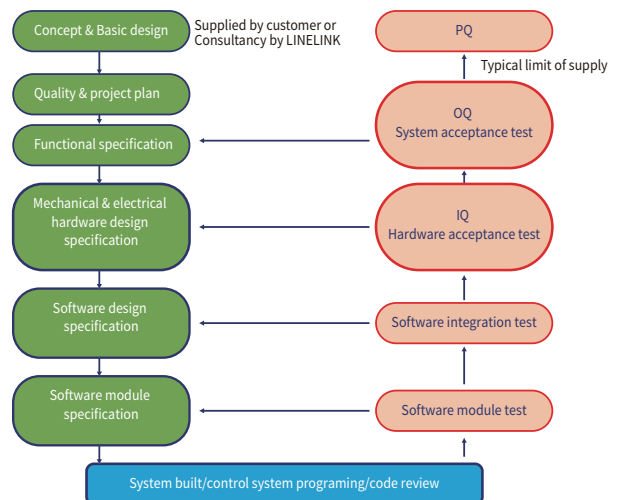 Concept & Basic design
Supplied by customer or
Consultancy by LINELINK
PQ
Typical limit of supply
Quality & project plan
OQ
System acceptance test
Functional specification
Mechanical & electrical
hardware design
specification
IQ
Hardware acceptance test
Software design
specification
Software integration test
Software module
specification
Software module test
System built/control system programing/code review